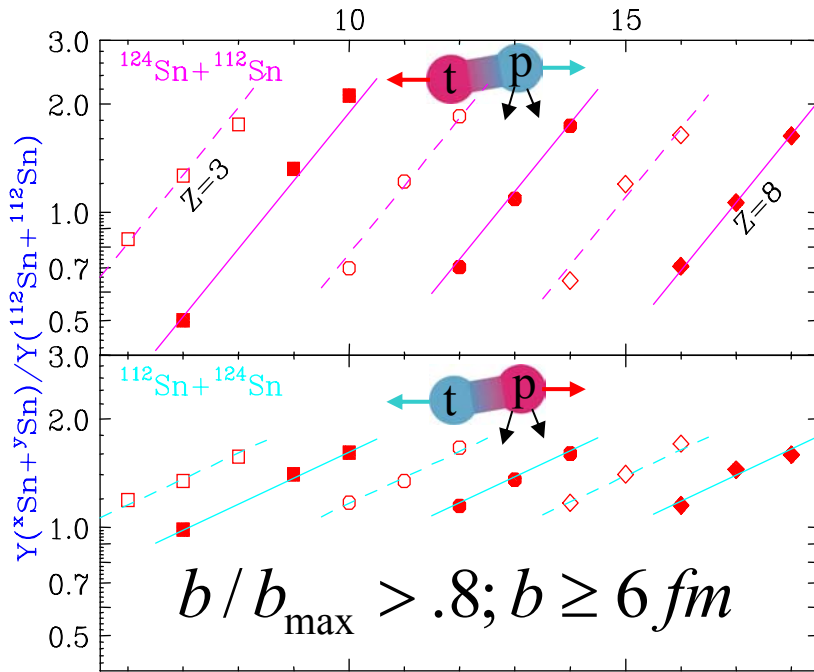 10 15
3.0
¹²⁴Sn+¹¹²Sn
t p
2.0
Z=3
Z=8
1.0
0.7
0.5
Y(ˣSn+ʸSn)/Y(¹¹²Sn+¹¹²Sn)
3.0
¹¹²Sn+¹²⁴Sn
t p
2.0
1.0
0.7
0.5
b / b_max > .8; b ≥ 6 fm